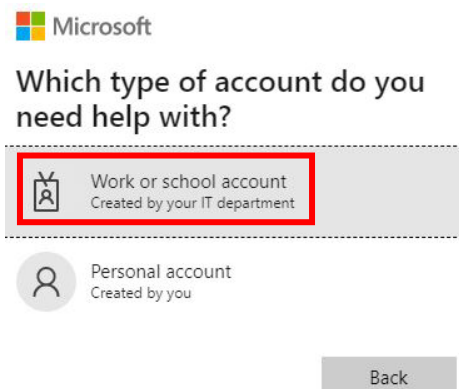 Microsoft
Which type of account do you
need help with?
Work or school account
Created by your IT department
Personal account
Created by you
Back